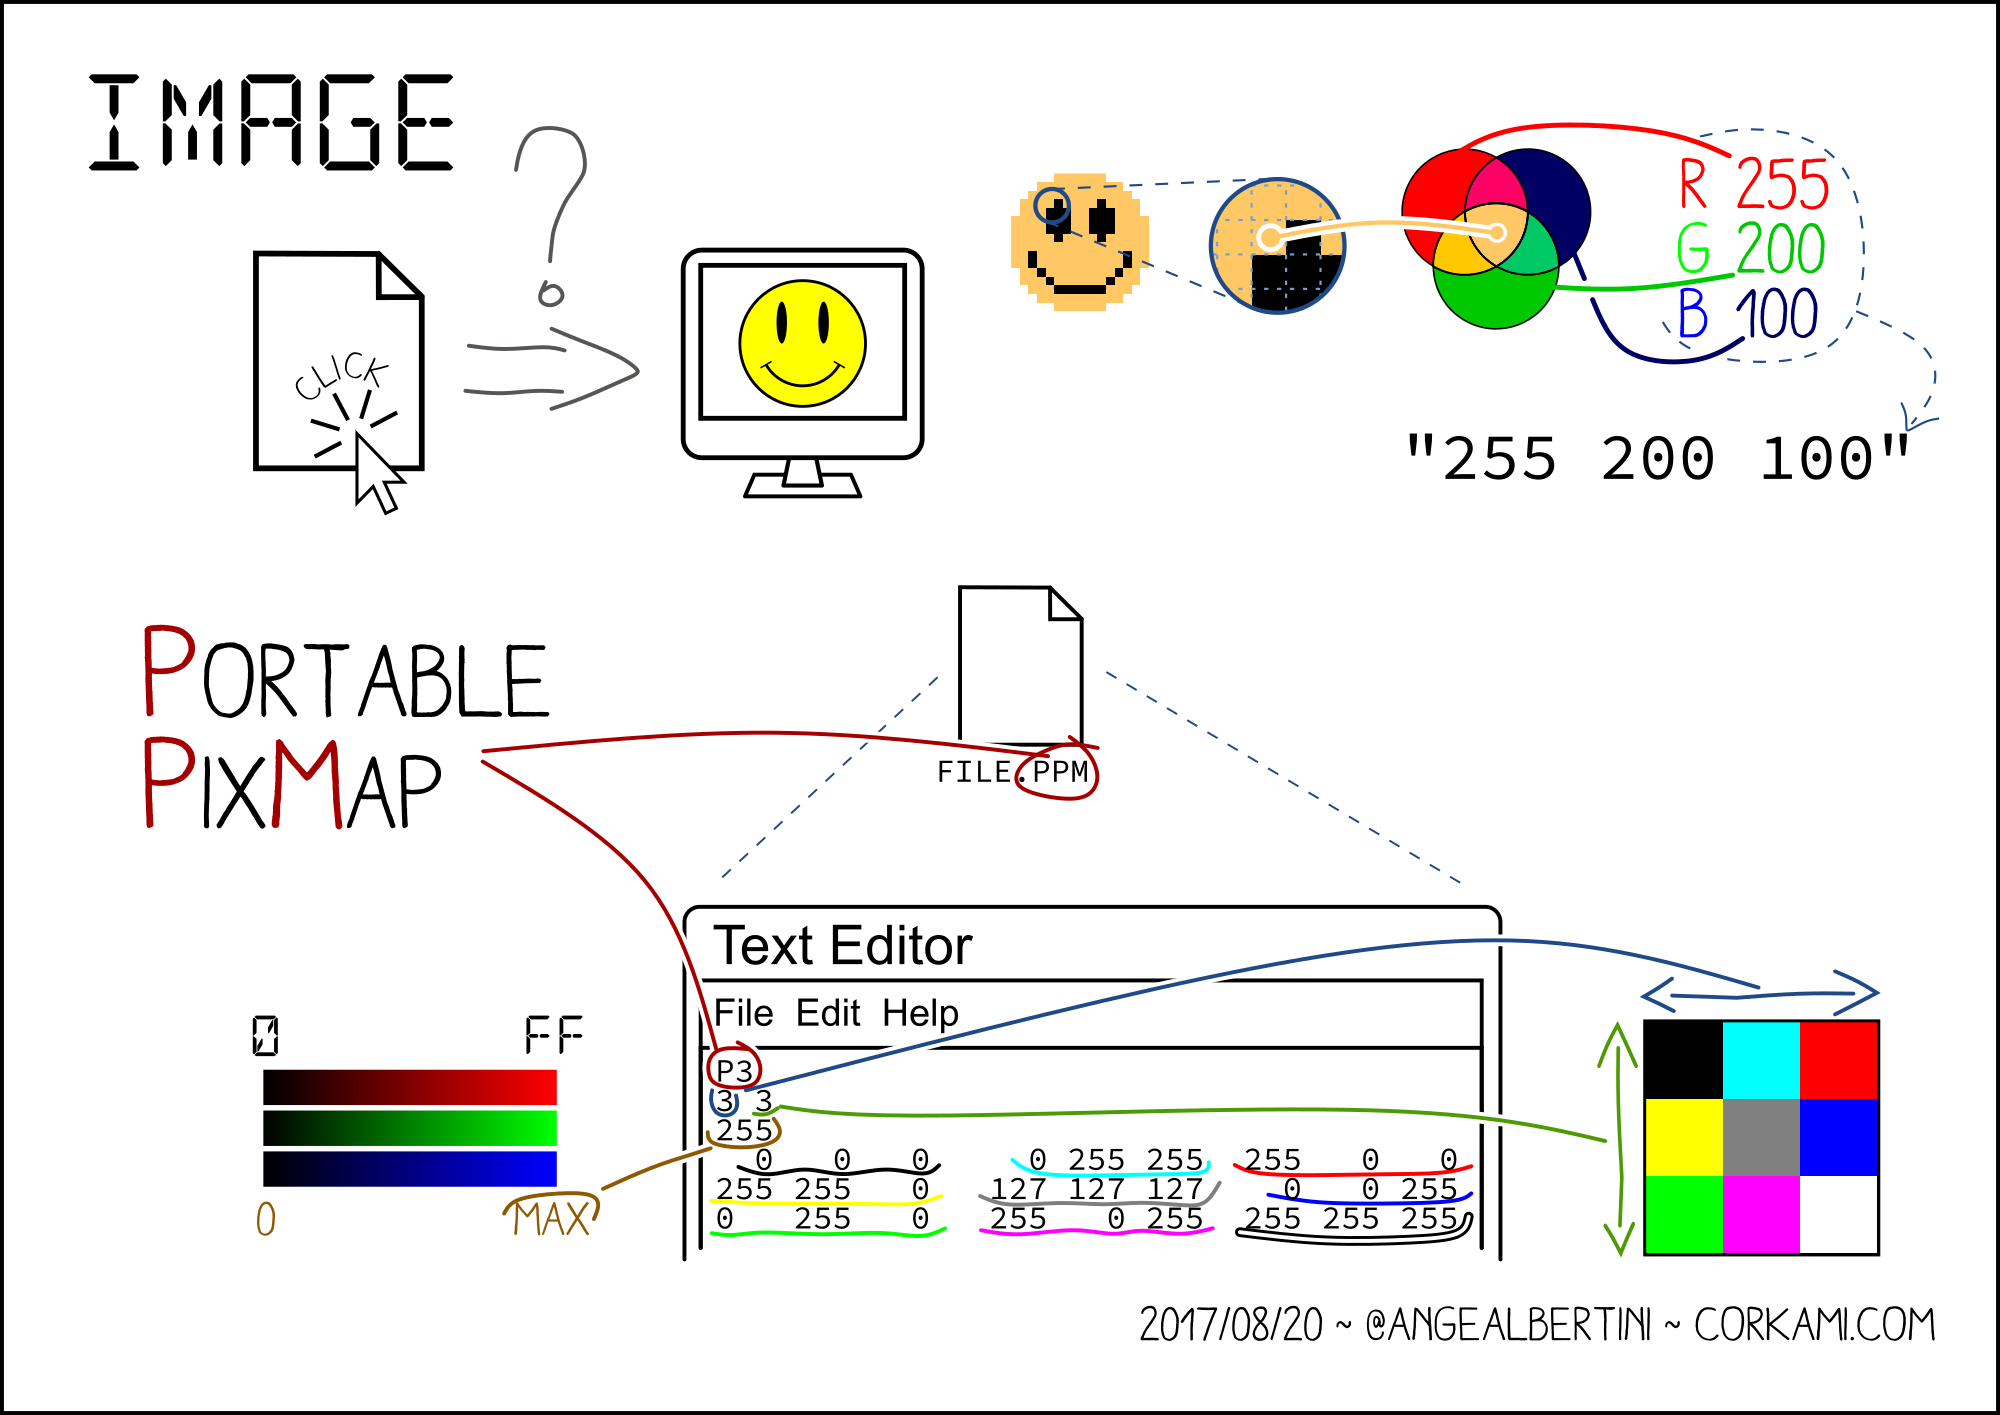 IMAGE
?
CLICK
R 255
G 200
B 100
"255 200 100"
PORTABLE
PIXMAP
FILE.PPM
Text Editor
File Edit Help
P3
3 3
255
0 0 0 0 255 255 255 0 0
255 255 0 127 127 127 0 0 255
0 255 0 255 0 255 255 255 255
0 FF
0 MAX
2017/08/20 ~ @ANGEALBERTINI ~ CORKAMI.COM